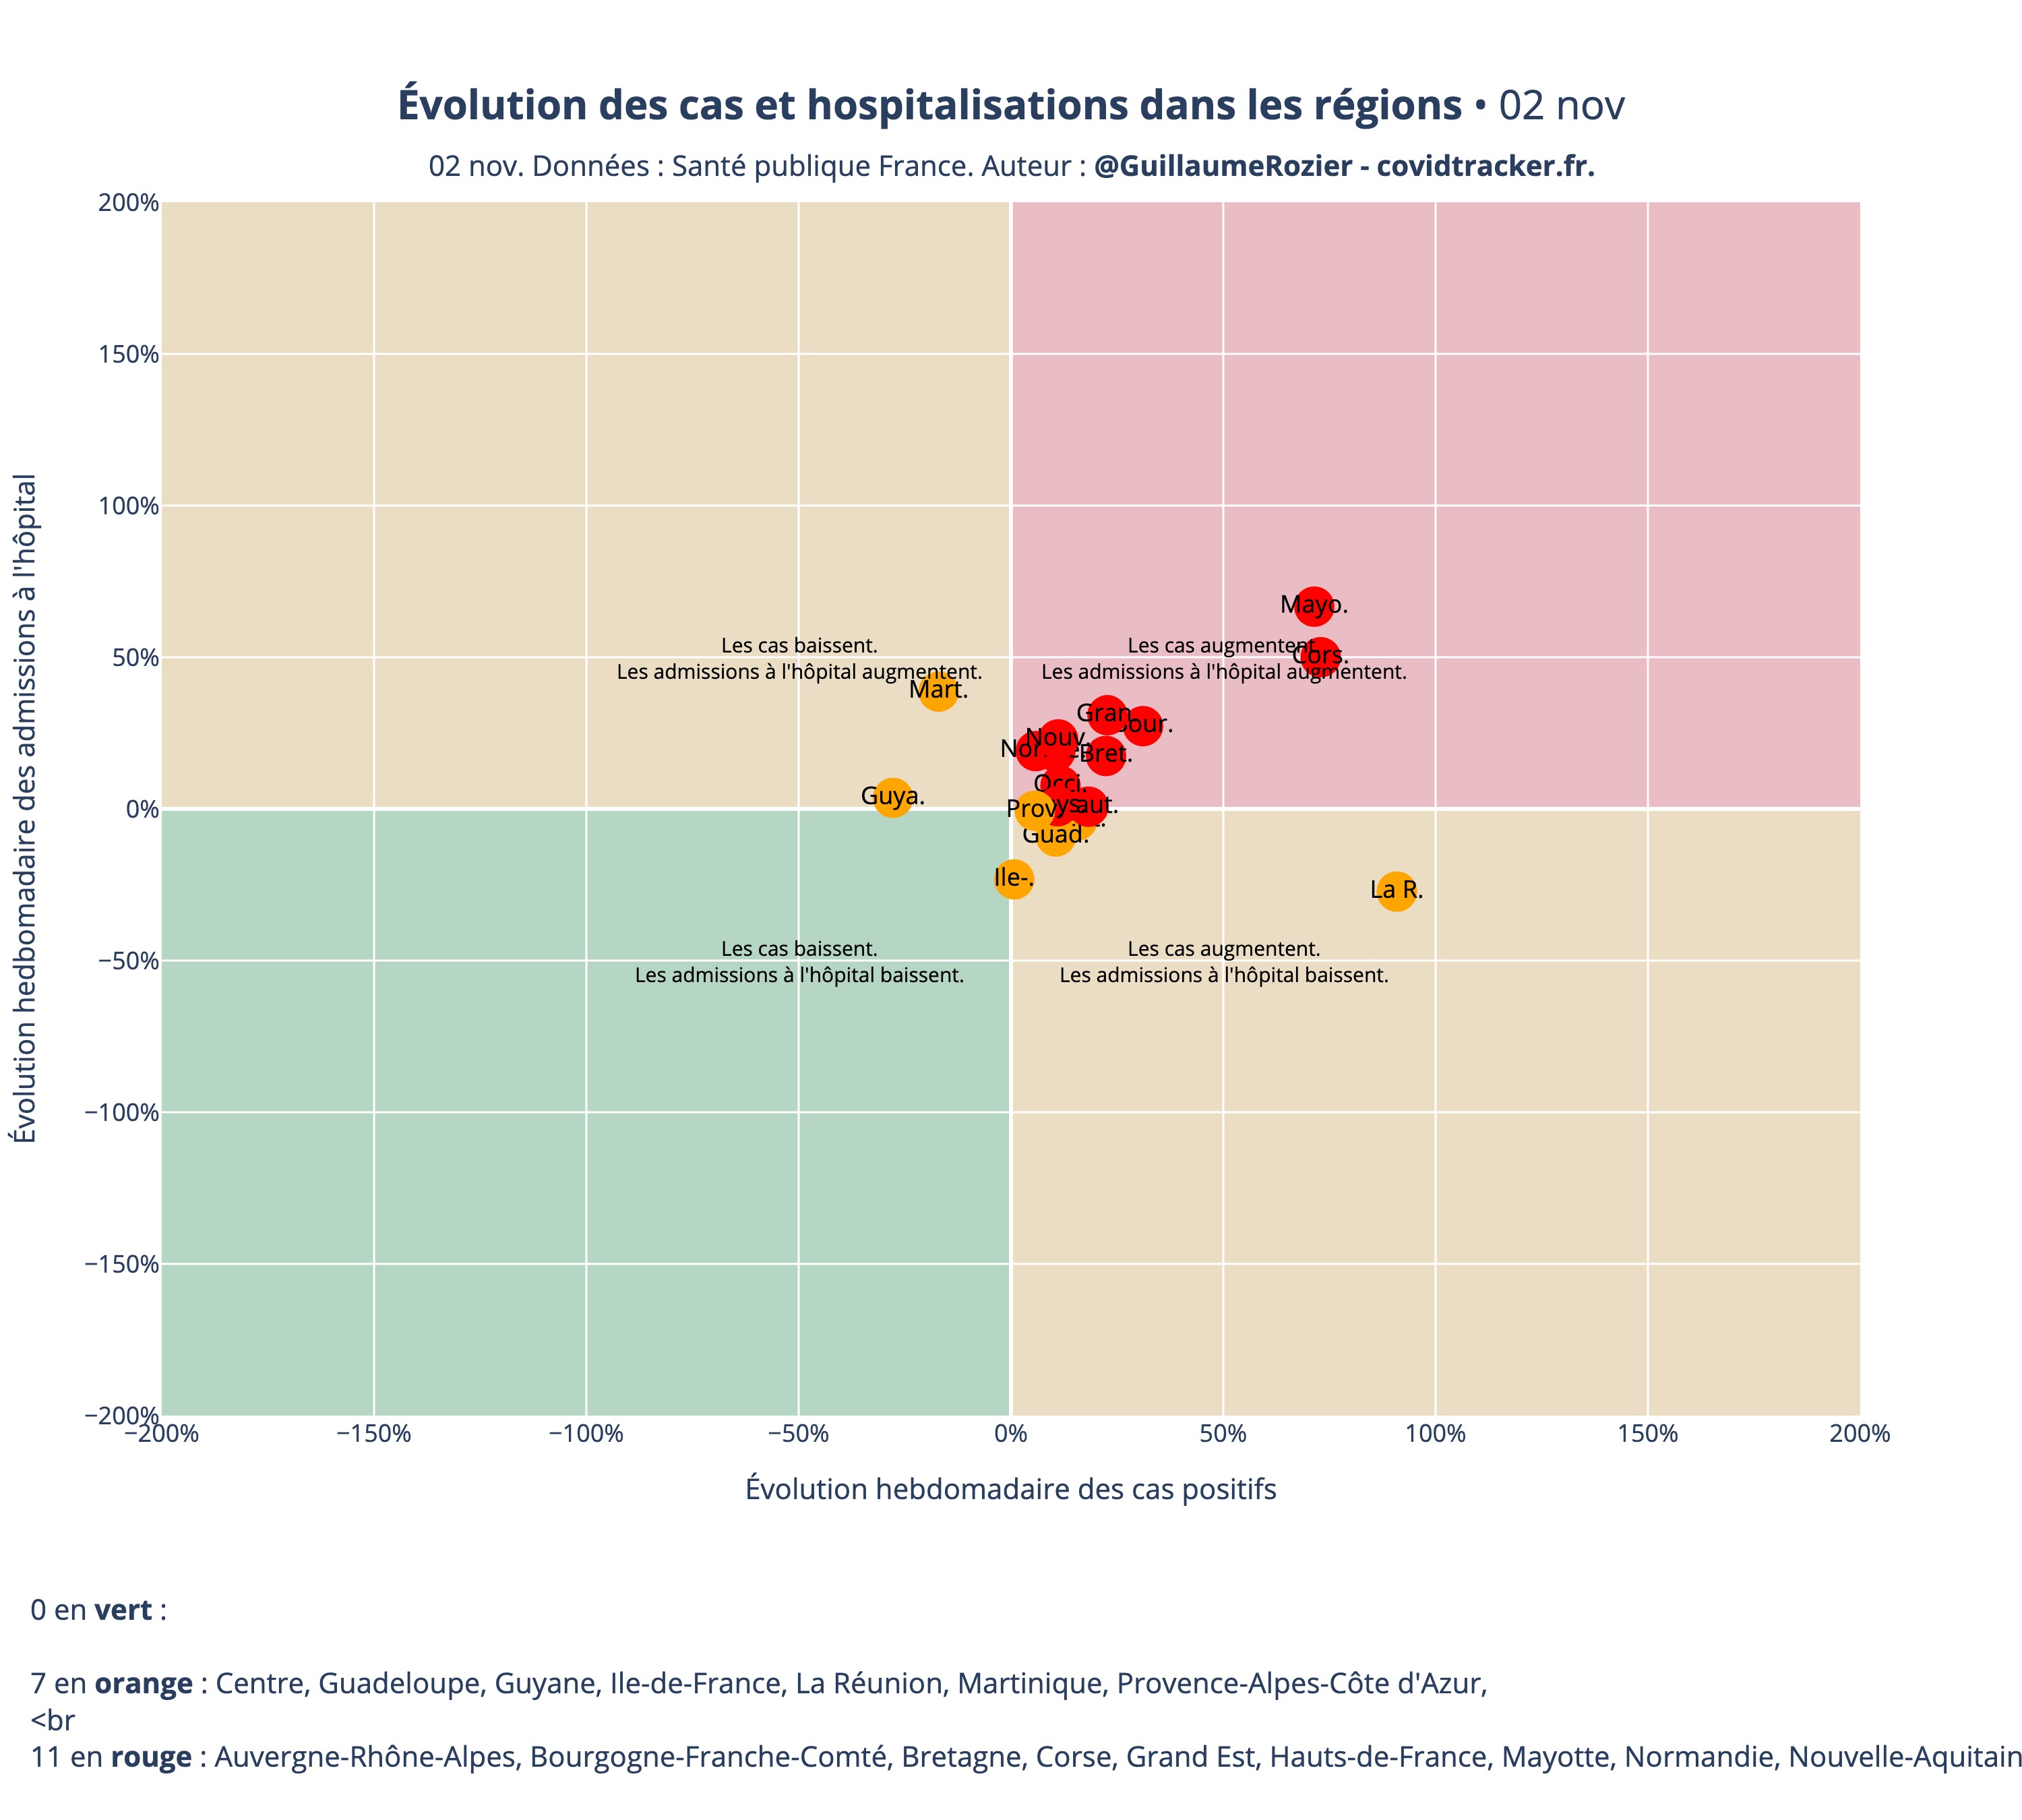 Évolution des cas et hospitalisations dans les régions • 02 nov
02 nov. Données : Santé publique France. Auteur : @GuillaumeRozier - covidtracker.fr.
Évolution hedbomadaire des admissions à l'hôpital
200%
150%
100%
50%
0%
−50%
−100%
−150%
−200%
Les cas baissent.
Les admissions à l'hôpital augmentent.
Les cas augmentent.
Les admissions à l'hôpital augmentent.
Mayo.
Cors.
Mart.
Gran.
Nouv.
Bret.
Occi.
Guya.
Prov.
Guad.
Ile-.
La R.
Les cas baissent.
Les admissions à l'hôpital baissent.
Les cas augmentent.
Les admissions à l'hôpital baissent.
−200%
−150%
−100%
−50%
0%
50%
100%
150%
200%
Évolution hebdomadaire des cas positifs
0 en vert :
7 en orange : Centre, Guadeloupe, Guyane, Ile-de-France, La Réunion, Martinique, Provence-Alpes-Côte d'Azur,
<br
11 en rouge : Auvergne-Rhône-Alpes, Bourgogne-Franche-Comté, Bretagne, Corse, Grand Est, Hauts-de-France, Mayotte, Normandie, Nouvelle-Aquitain